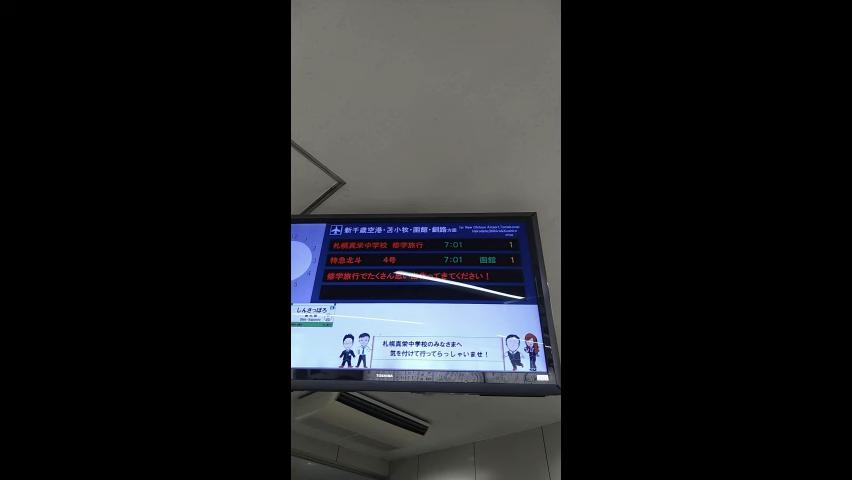 新千歳空港・苫小牧・函館・釧路方面
札幌真栄中学校 修学旅行 7:01 1
特急北斗 4号 7:01 函館 1
修学旅行でたくさん思い出作ってきてください！
しんさっぽろ
札幌真栄中学校のみなさまへ
気を付けて行ってらっしゃいませ！
TOSHIBA